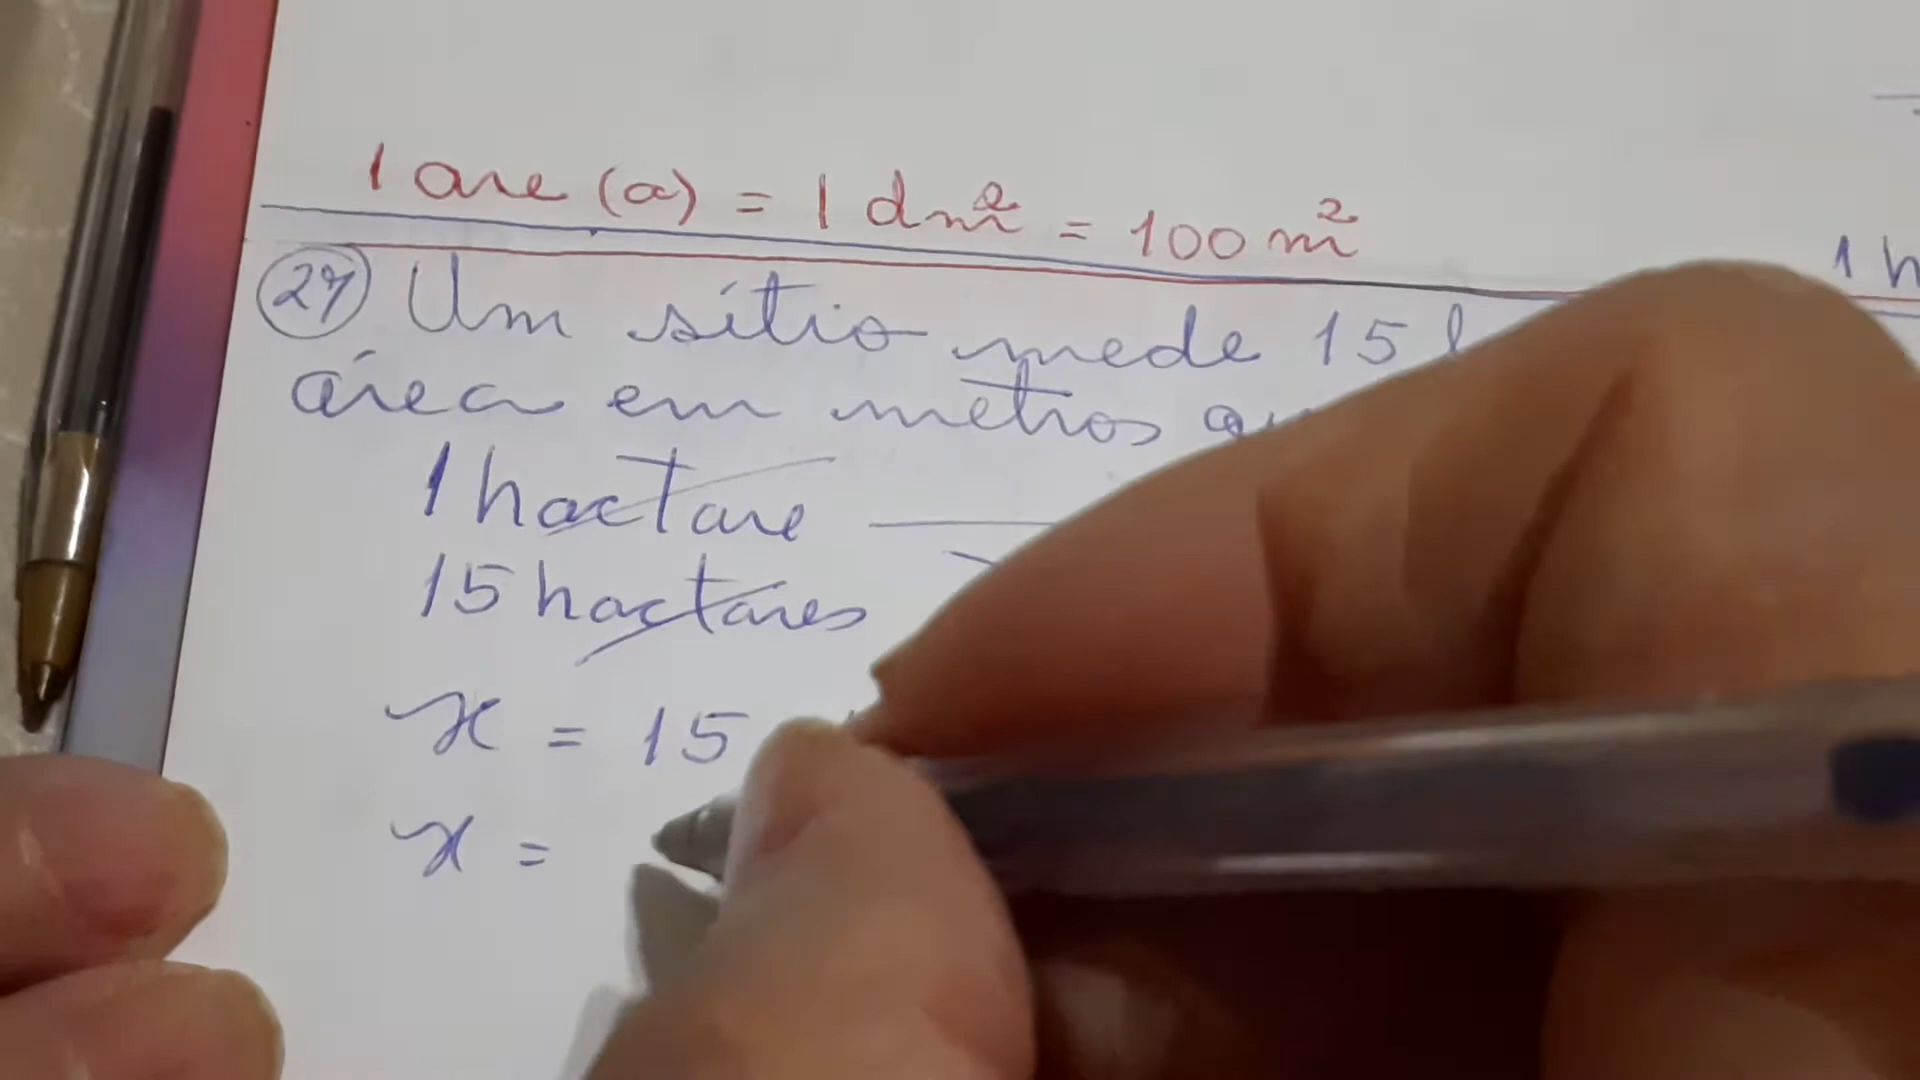 1 are (a) = 1 dm² = 100 m²
1 h
27 Um sítio mede 15
área em metros
1 hactare
15 hactares
x = 15
x =